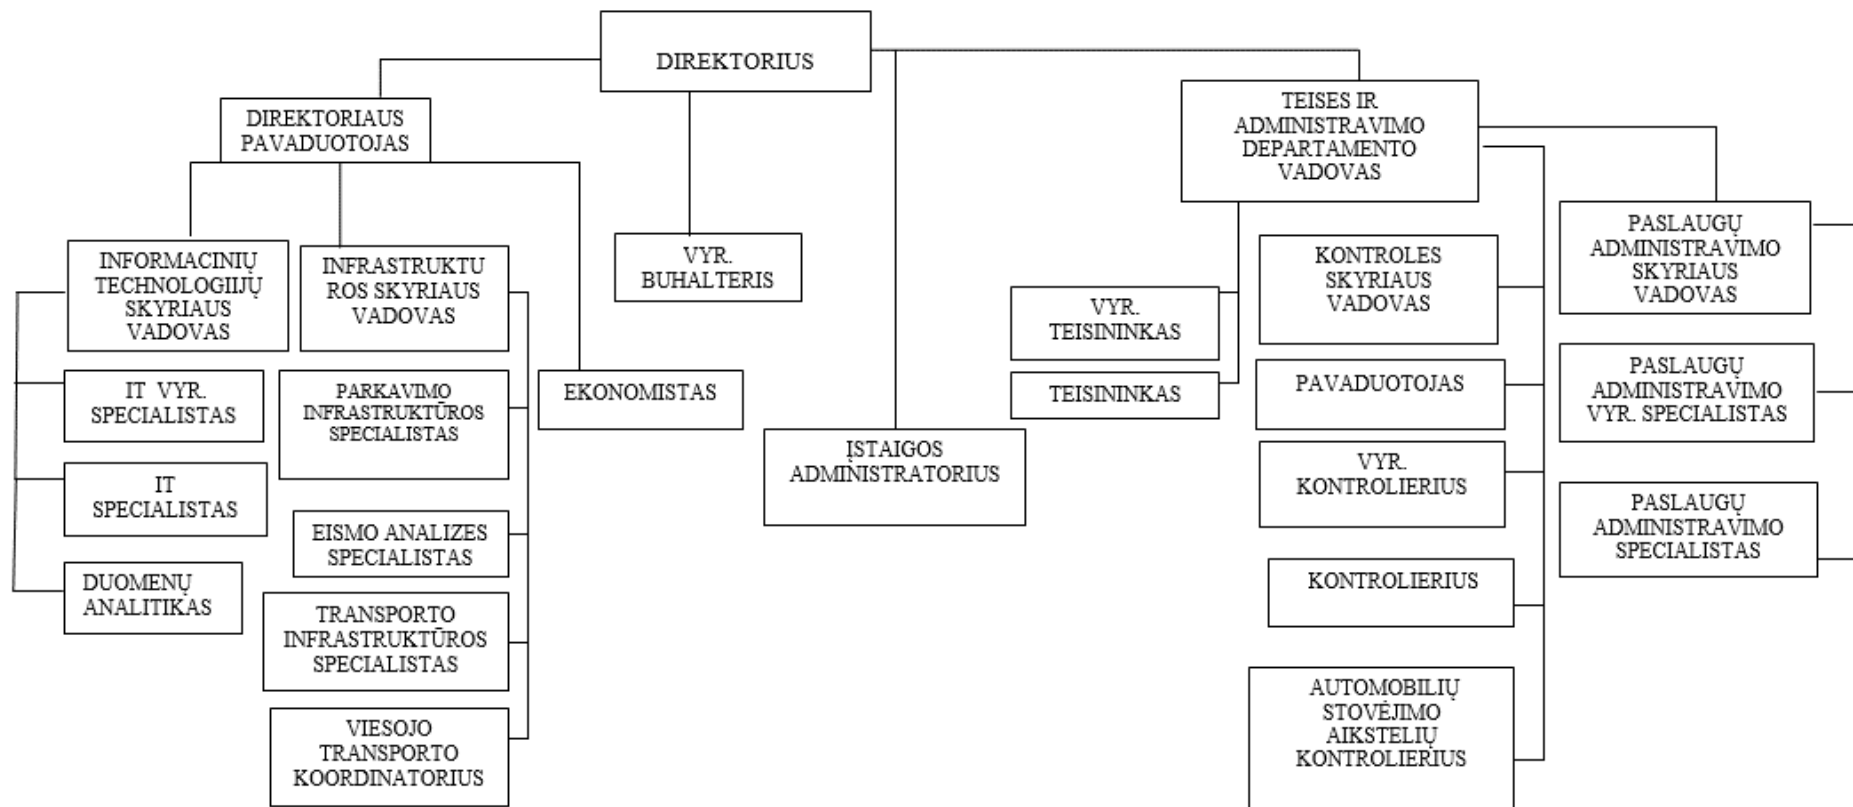 DIREKTORIUS
DIREKTORIAUS
PAVADUOTOJAS
TEISES IR
ADMINISTRAVIMO
DEPARTAMENTO
VADOVAS
INFORMACINIŲ
TECHNOLOGIIJŲ
SKYRIAUS
VADOVAS
INFRASTRUKTU
ROS SKYRIAUS
VADOVAS
VYR.
BUHALTERIS
VYR.
TEISININKAS
KONTROLES
SKYRIAUS
VADOVAS
PASLAUGŲ
ADMINISTRAVIMO
SKYRIAUS
VADOVAS
IT VYR.
SPECIALISTAS
PARKAVIMO
INFRASTRUKTŪROS
SPECIALISTAS
EKONOMISTAS
TEISININKAS
PAVADUOTOJAS
PASLAUGŲ
ADMINISTRAVIMO
VYR. SPECIALISTAS
IT
SPECIALISTAS
ĮSTAIGOS
ADMINISTRATORIUS
VYR.
KONTROLIERIUS
EISMO ANALIZES
SPECIALISTAS
PASLAUGŲ
ADMINISTRAVIMO
SPECIALISTAS
DUOMENŲ
ANALITIKAS
KONTROLIERIUS
TRANSPORTO
INFRASTRUKTŪROS
SPECIALISTAS
VIESOJO
TRANSPORTO
KOORDINATORIUS
AUTOMOBILIŲ
STOVĖJIMO
AIKSTELIŲ
KONTROLIERIUS